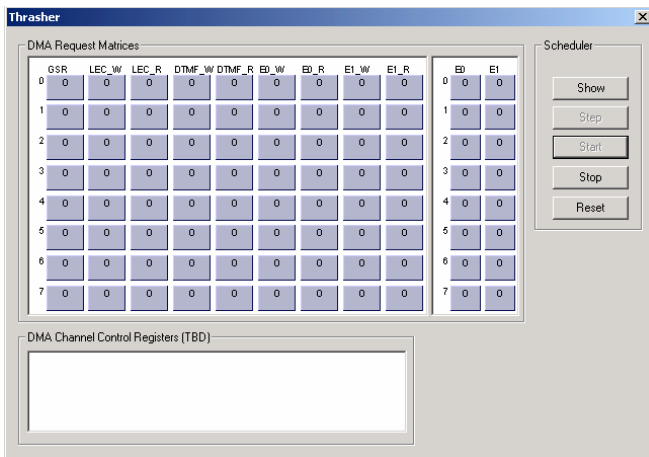 Thrasher
DMA Request Matrices
GSR LEC_W LEC_R DTMF_W DTMF_R E0_W E0_R E1_W E1_R E0 E1
0 0 0 0 0 0 0 0 0 0 0 0 0
1 0 0 0 0 0 0 0 0 0 1 0 0
2 0 0 0 0 0 0 0 0 0 2 0 0
3 0 0 0 0 0 0 0 0 0 3 0 0
4 0 0 0 0 0 0 0 0 0 4 0 0
5 0 0 0 0 0 0 0 0 0 5 0 0
6 0 0 0 0 0 0 0 0 0 6 0 0
7 0 0 0 0 0 0 0 0 0 7 0 0
Scheduler
Show
Step
Start
Stop
Reset
DMA Channel Control Registers (TBD)